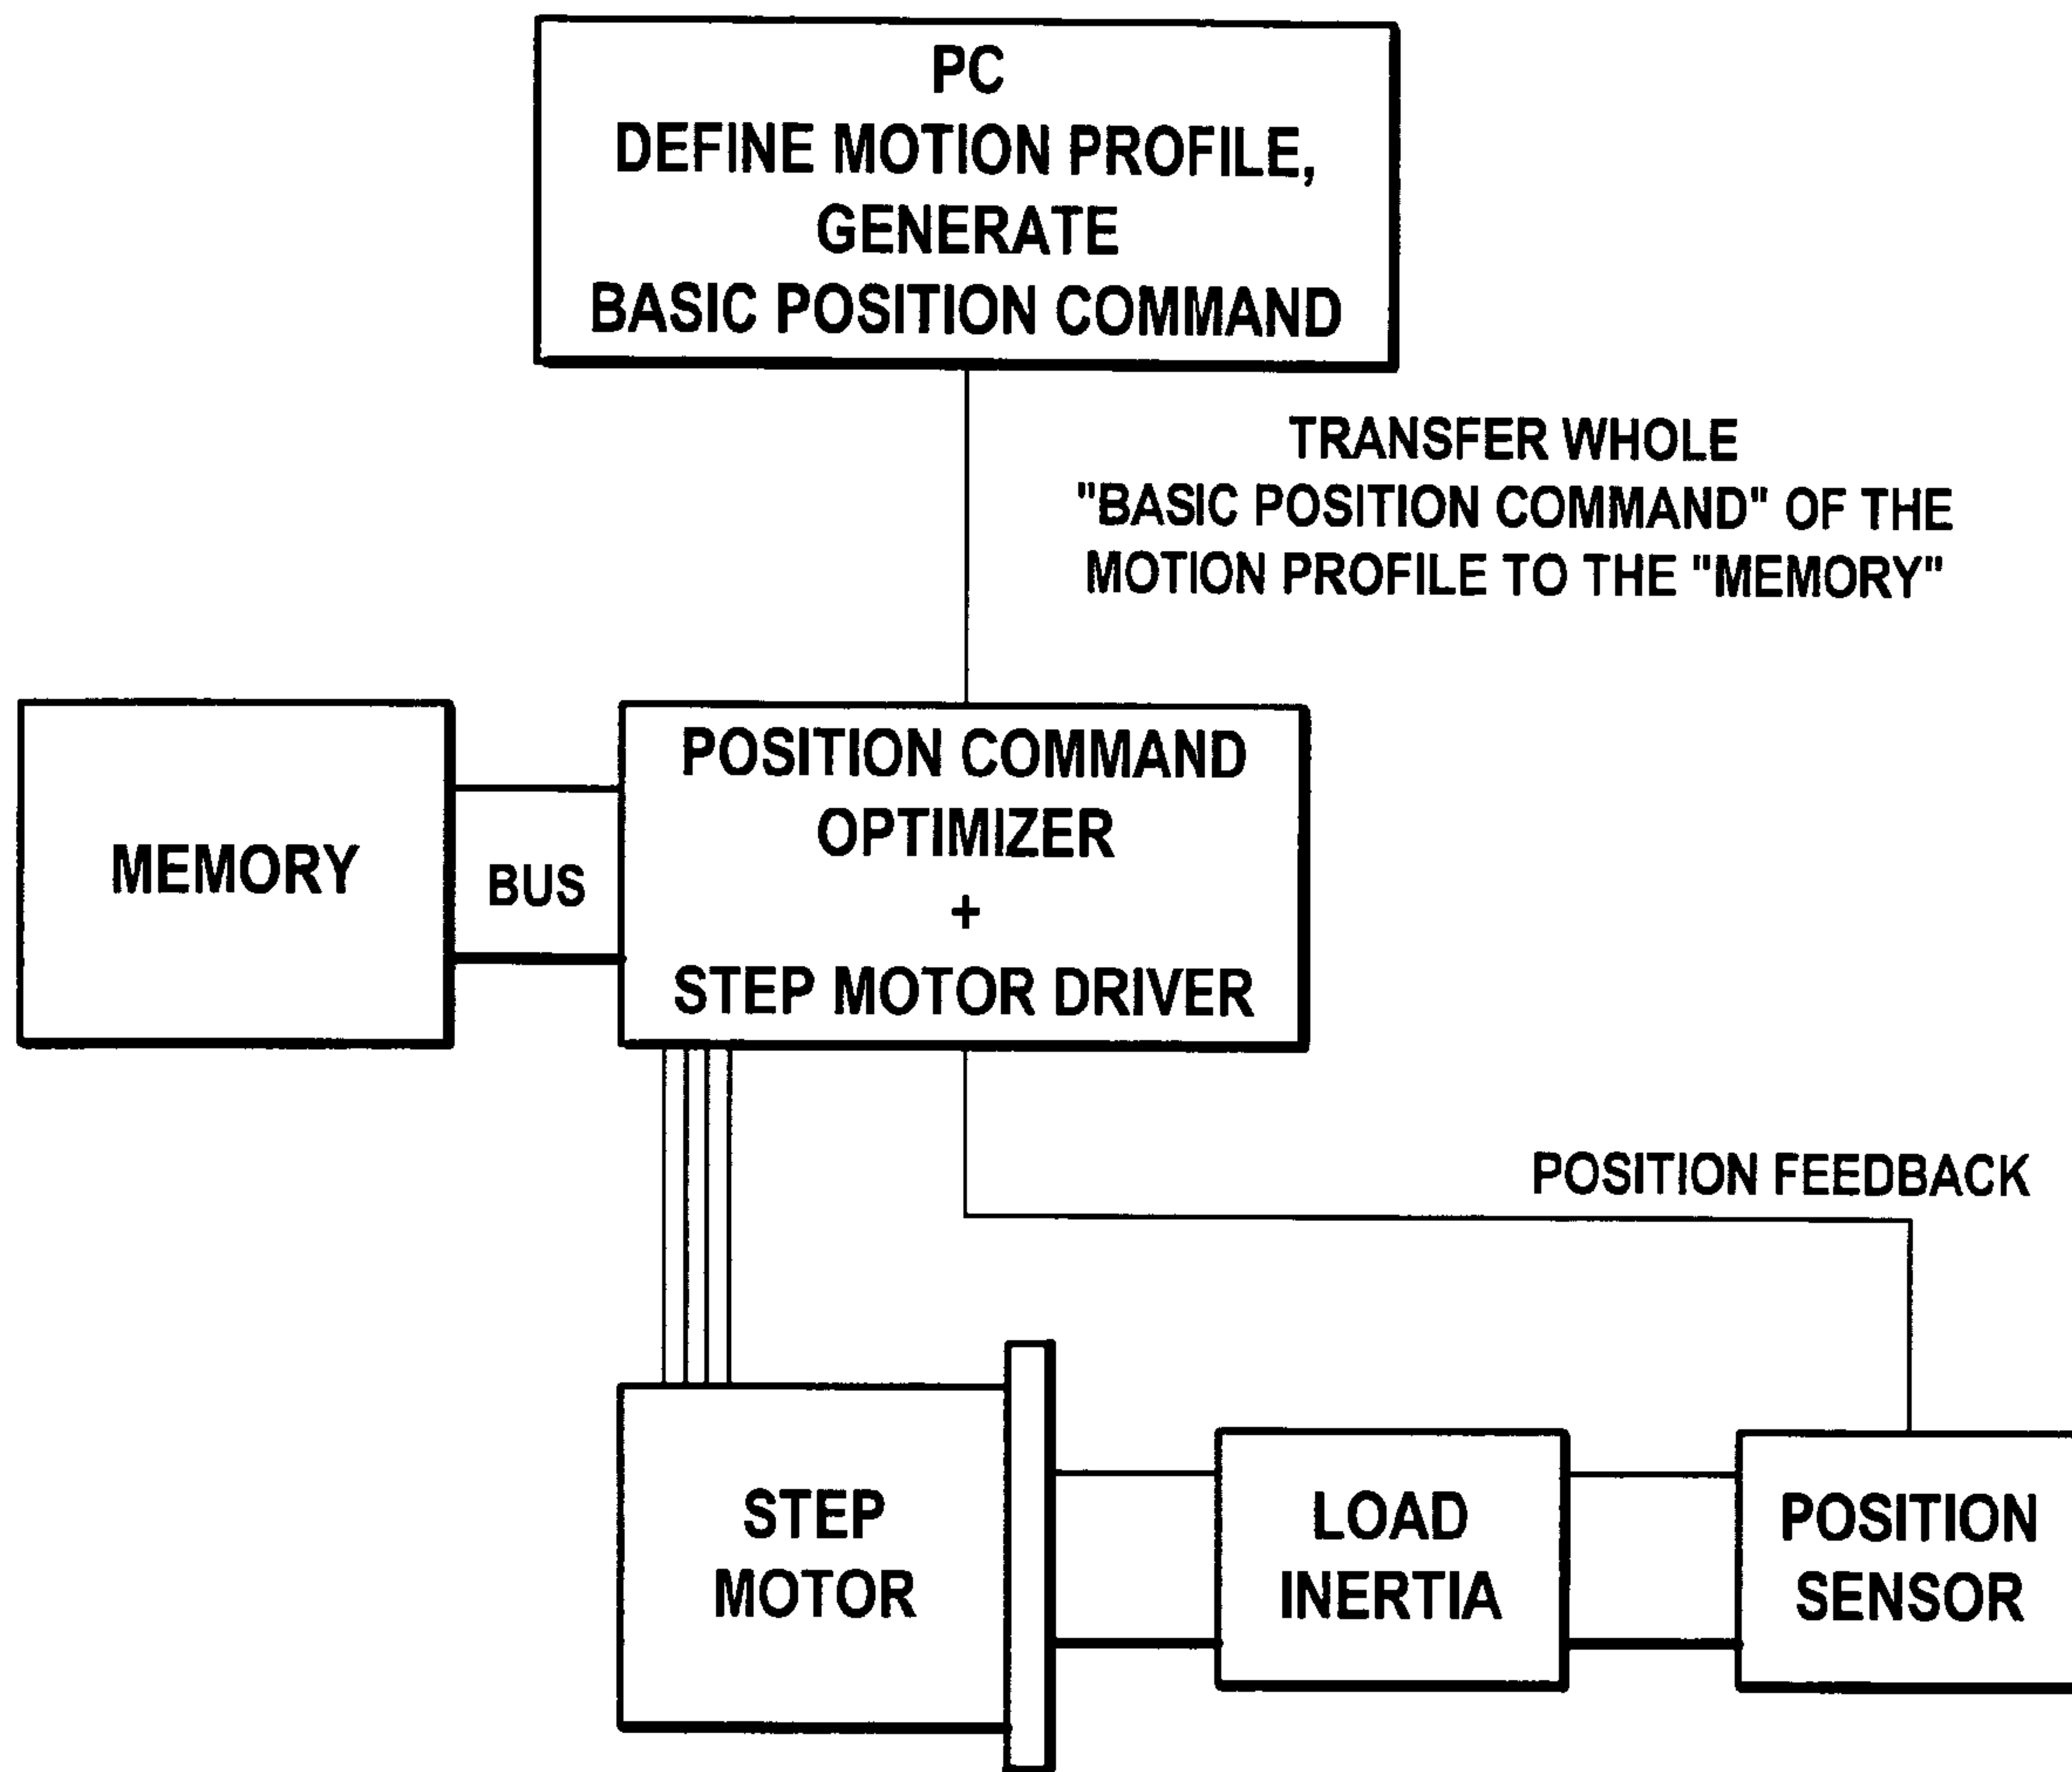 PC
DEFINE MOTION PROFILE,
GENERATE
BASIC POSITION COMMAND
TRANSFER WHOLE
"BASIC POSITION COMMAND" OF THE
MOTION PROFILE TO THE "MEMORY"
MEMORY
BUS
POSITION COMMAND
OPTIMIZER
+
STEP MOTOR DRIVER
POSITION FEEDBACK
STEP
MOTOR
LOAD
INERTIA
POSITION
SENSOR